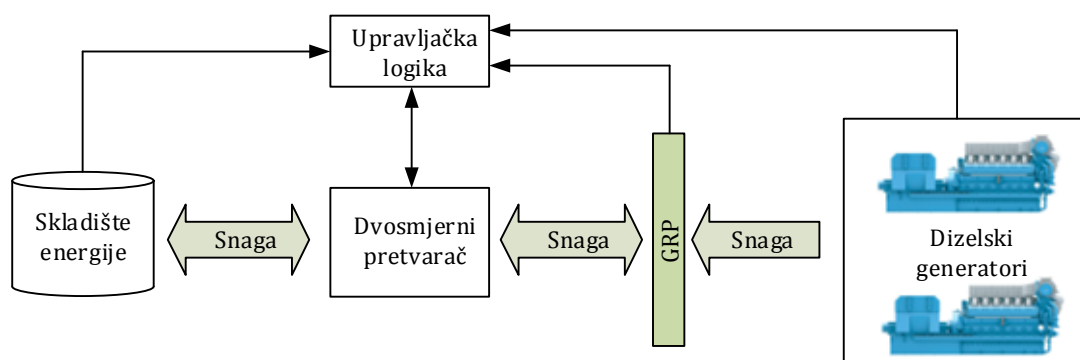 Upravljačka
logika
Skladište
energije
Snaga
Dvosmjerni
pretvarač
Snaga
GRP
Snaga
Dizelski
generatori